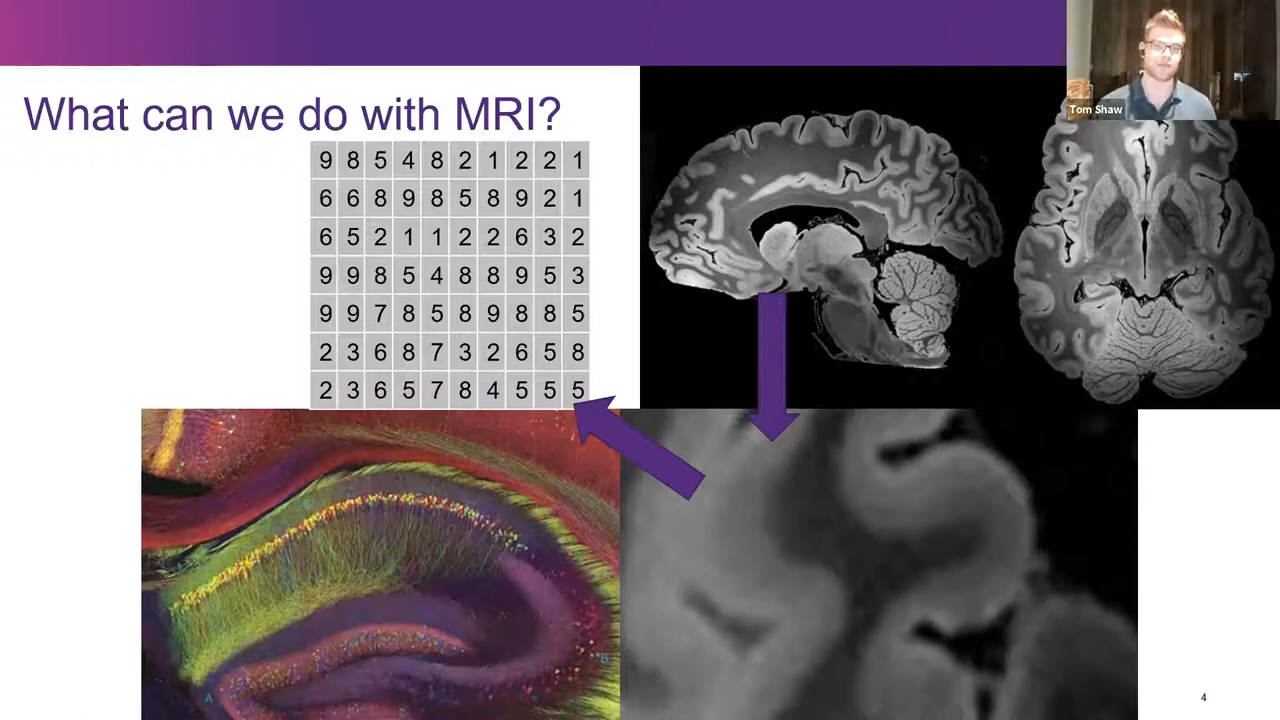 What can we do with MRI?
Tom Shaw
9 8 5 4 8 2 1 2 2 1
6 6 8 9 8 5 8 9 2 1
6 5 2 1 1 2 2 6 3 2
9 9 8 5 4 8 8 9 5 3
9 9 7 8 5 8 9 8 8 5
2 3 6 8 7 3 2 6 5 8
2 3 6 5 7 8 4 5 5 5
B
A
4